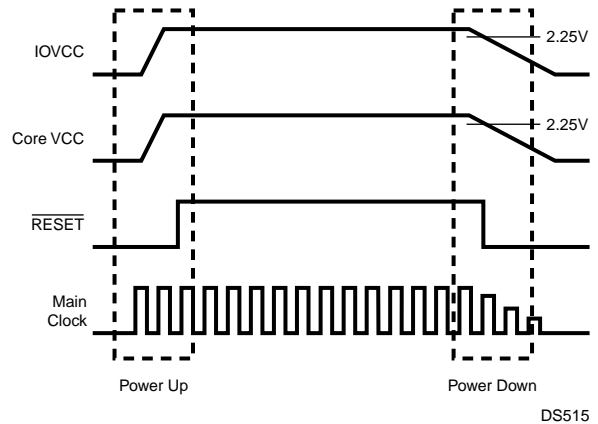 IOVCC
2.25V
Core VCC
2.25V
RESET
Main
Clock
Power Up
Power Down
DS515